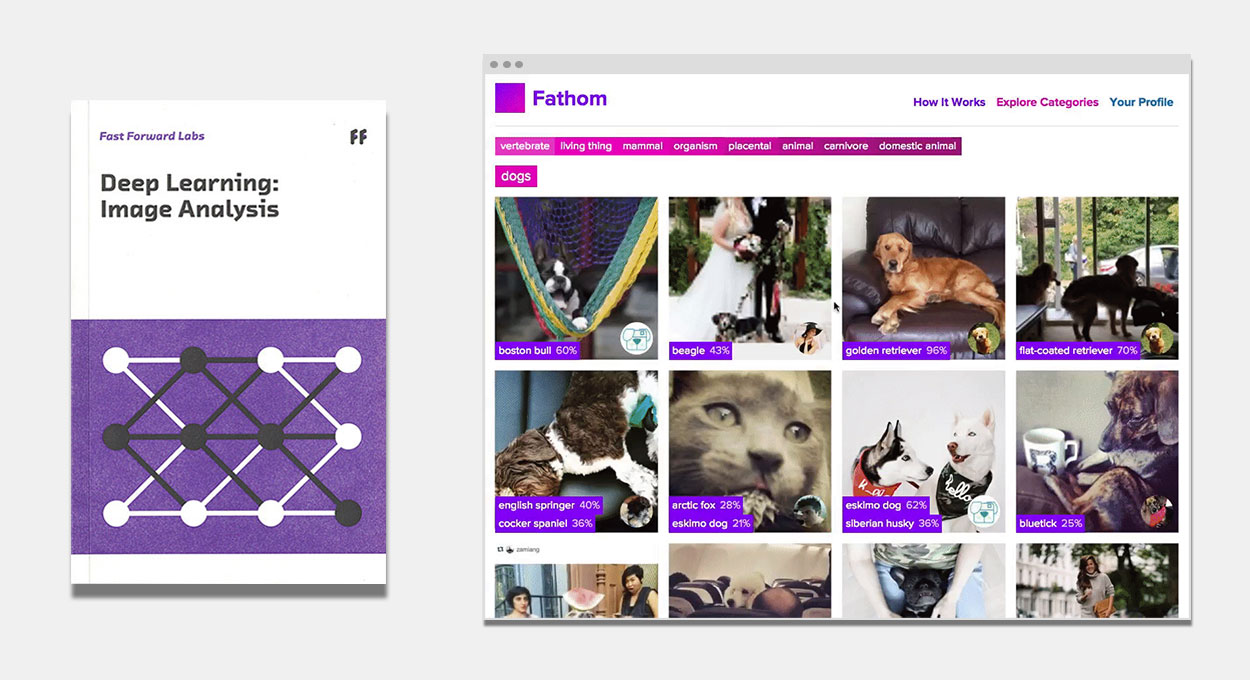 Fast Forward Labs
FF
Deep Learning:
Image Analysis
Fathom
How It Works Explore Categories Your Profile
vertebrate living thing mammal organism placental animal carnivore domestic animal
dogs
boston bull 60%
beagle 43%
golden retriever 96%
flat-coated retriever 70%
english springer 40%
cocker spaniel 36%
arctic fox 28%
eskimo dog 21%
hello
eskimo dog 62%
siberian husky 36%
bluetick 25%
zamiang